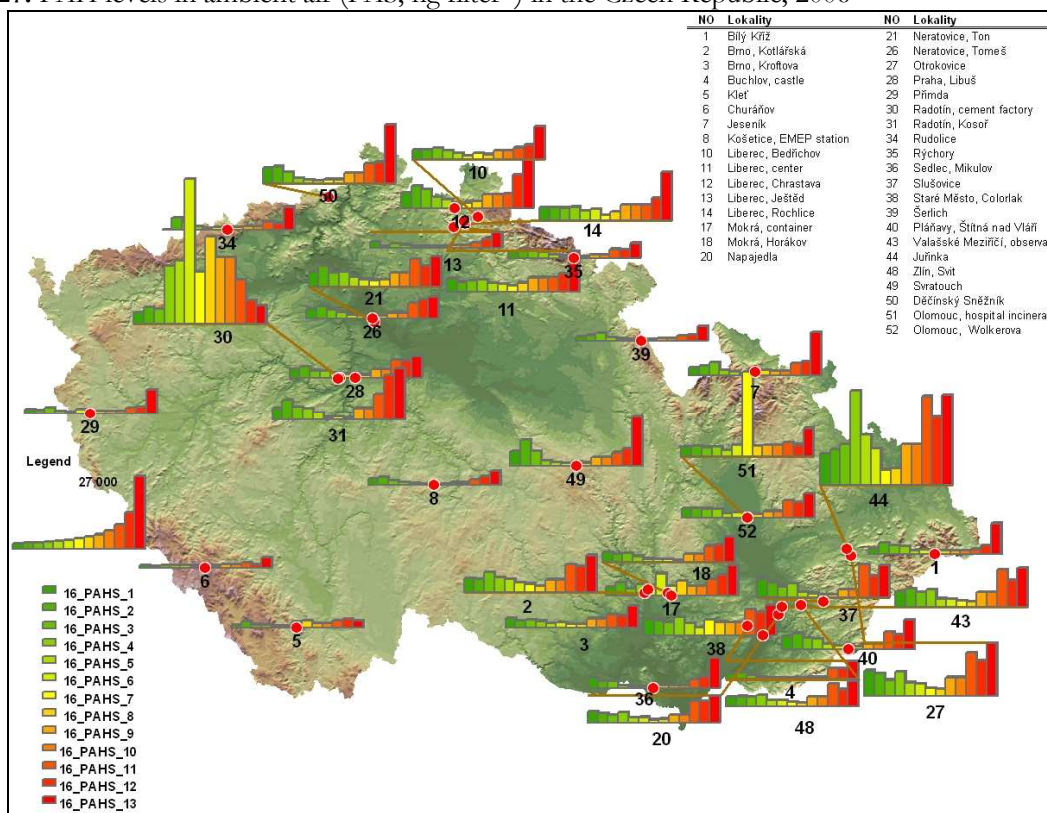 27. PAH levels in ambient air (PAS, ng filter⁻¹) in the Czech Republic, 2006
NO Lokality NO Lokality
1 Bílý Kříž 21 Neratovice, Ton
2 Brno, Kotlářská 26 Neratovice, Tomeš
3 Brno, Kroftova 27 Otrokovice
4 Buchlov, castle 28 Praha, Libuš
5 Kleť 29 Přimda
6 Churáňov 30 Radotín, cement factory
7 Jeseník 31 Radotín, Kosoř
8 Košetice, EMEP station 34 Rudolice
10 Liberec, Bedřichov 35 Rýchory
11 Liberec, center 36 Sedlec, Mikulov
12 Liberec, Chrastava 37 Slušovice
13 Liberec, Ještěd 38 Staré Město, Colorlak
14 Liberec, Rochlice 39 Šerlich
17 Mokrá, container 40 Pláňavy, Štítná nad Vláří
18 Mokrá, Horákov 43 Valašské Meziříčí, observa
20 Napajedla 44 Juřinka
48 Zlín, Svit
49 Svratouch
50 Děčínský Sněžník
51 Olomouc, hospital incinera
52 Olomouc, Wolkerova
10
50
12
14
34
13
35
21
11
26
30
39
28
7
29
31
Legend
27 000
49
51
44
8
52
18
1
6
2
17
37
43
5
3
38
40
36
4
27
20
48
16_PAHS_1
16_PAHS_2
16_PAHS_3
16_PAHS_4
16_PAHS_5
16_PAHS_6
16_PAHS_7
16_PAHS_8
16_PAHS_9
16_PAHS_10
16_PAHS_11
16_PAHS_12
16_PAHS_13